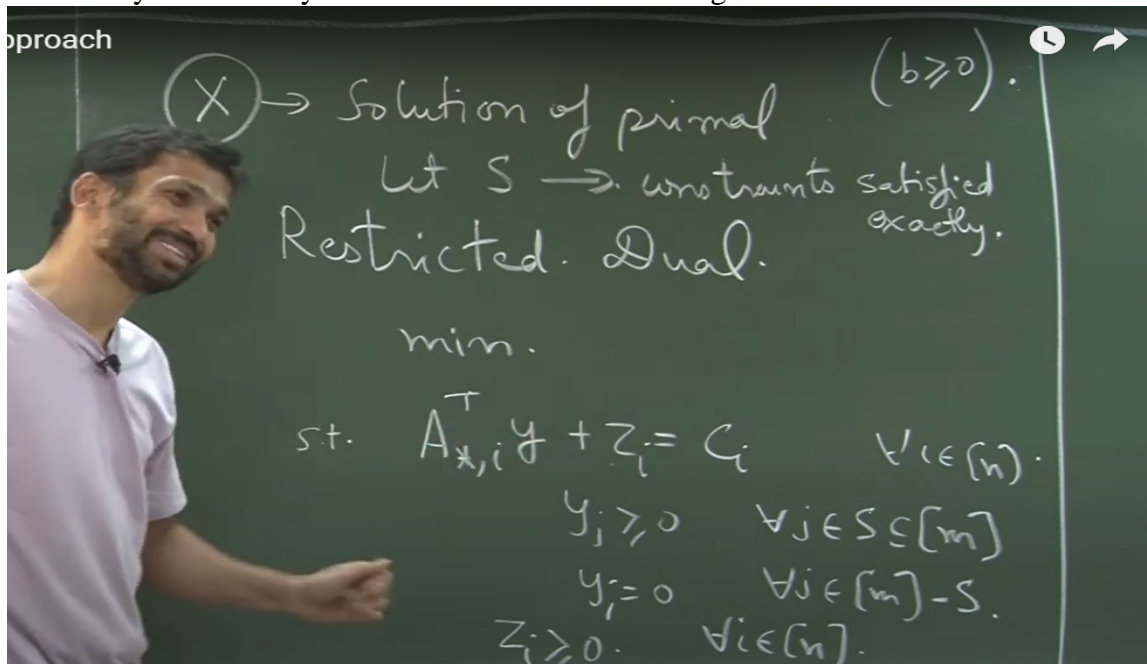 pproach
(b ≥ 0).
X → Solution of primal
Let S → constraints satisfied
exactly.
Restricted. Dual.
min.
s.t. A^T_{*,i} y + z_i = c_i ∀i∈[n].
y_j ≥ 0 ∀j∈S⊆[m]
y_j = 0 ∀j∈[m]-S.
z_i ≥ 0. ∀i∈[n].